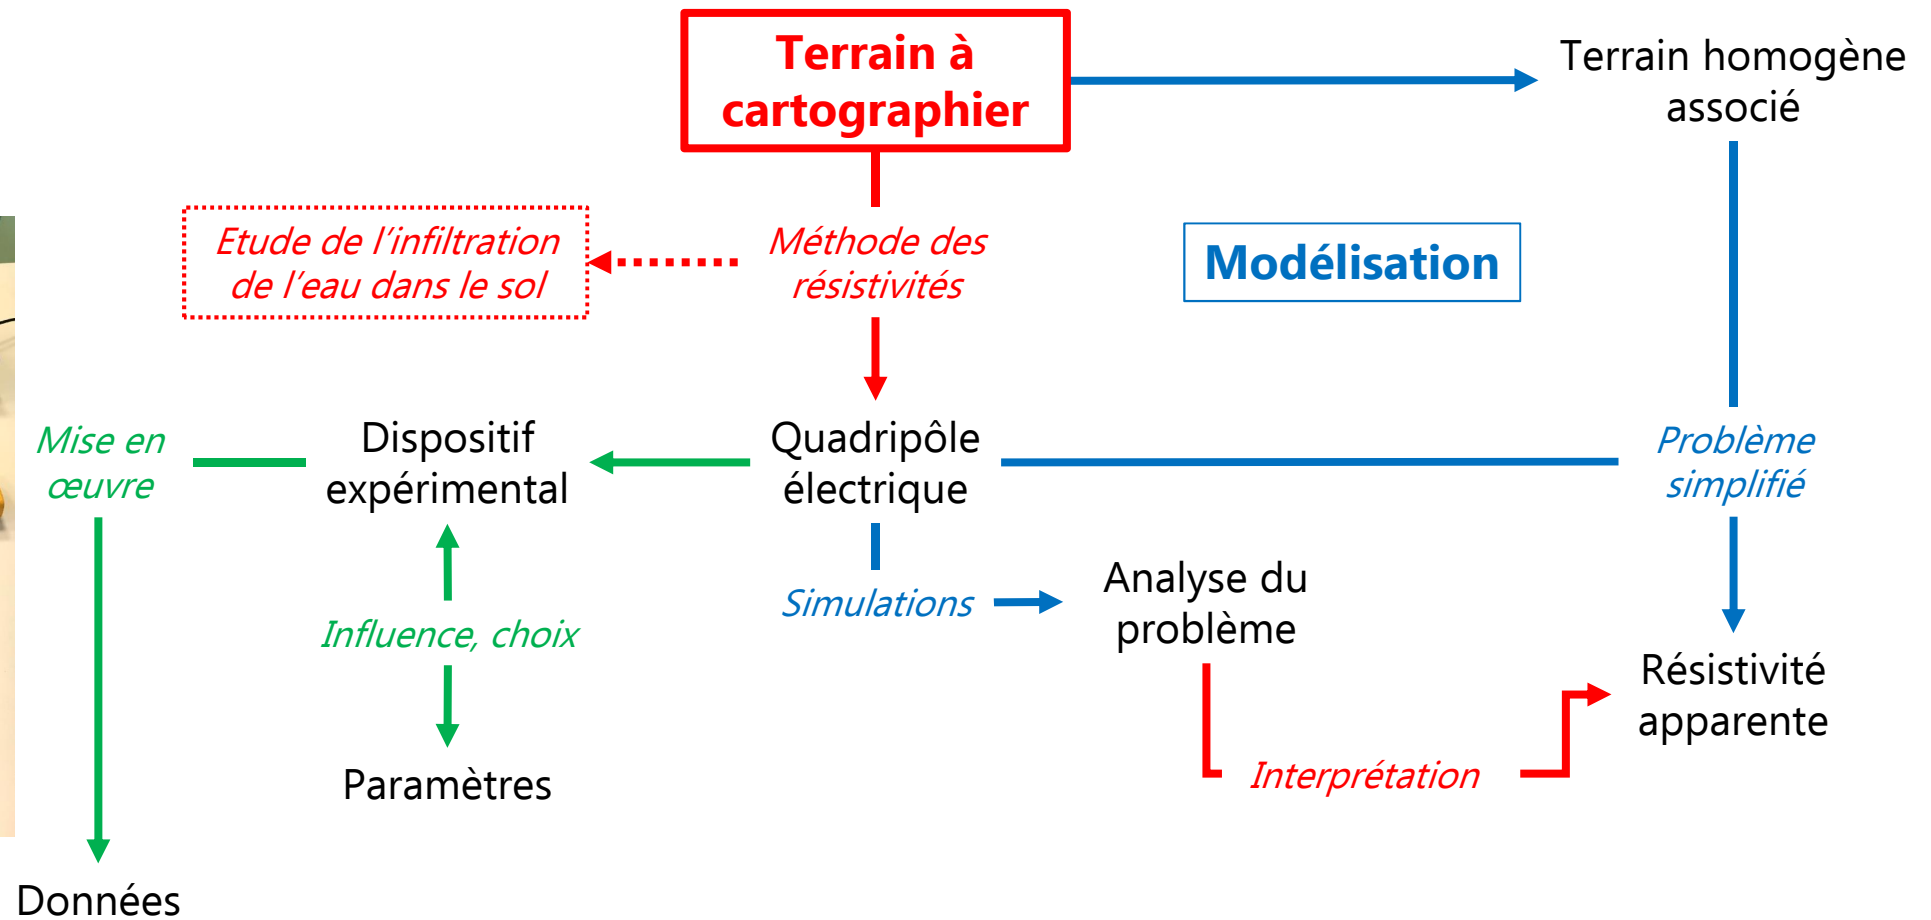 Terrain à
cartographier
Terrain homogène
associé
Etude de l'infiltration
de l'eau dans le sol
Méthode des
résistivités
Modélisation
Mise en
œuvre
Dispositif
expérimental
Quadripôle
électrique
Problème
simplifié
Simulations
Analyse du
problème
Influence, choix
Résistivité
apparente
Paramètres
Interprétation
Données